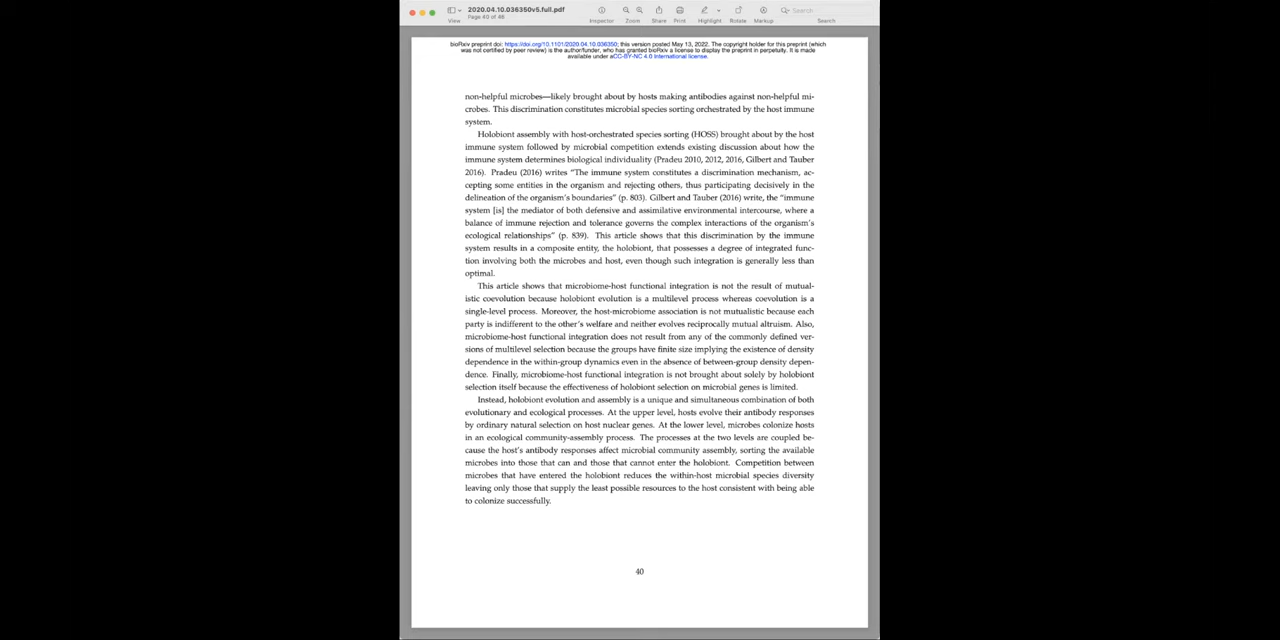 2020.04.10.036350v5.full.pdf
Page 40 of 48
View
Inspector
Zoom
Share
Print
Highlight
Rotate
Markup
Search
Search
bioRxiv preprint doi: https://doi.org/10.1101/2020.04.10.036350; this version posted May 13, 2022. The copyright holder for this preprint (which
was not certified by peer review) is the author/funder, who has granted bioRxiv a license to display the preprint in perpetuity. It is made
available under aCC-BY-NC 4.0 International license.
non-helpful microbes—likely brought about by hosts making antibodies against non-helpful mi-
crobes. This discrimination constitutes microbial species sorting orchestrated by the host immune
system.
Holobiont assembly with host-orchestrated species sorting (HOSS) brought about by the host
immune system followed by microbial competition extends existing discussion about how the
immune system determines biological individuality (Pradeu 2010, 2012, 2016, Gilbert and Tauber
2016). Pradeu (2016) writes “The immune system constitutes a discrimination mechanism, ac-
cepting some entities in the organism and rejecting others, thus participating decisively in the
delineation of the organism’s boundaries” (p. 803). Gilbert and Tauber (2016) write, the “immune
system [is] the mediator of both defensive and assimilative environmental intercourse, where a
balance of immune rejection and tolerance governs the complex interactions of the organism’s
ecological relationships” (p. 839). This article shows that this discrimination by the immune
system results in a composite entity, the holobiont, that possesses a degree of integrated func-
tion involving both the microbes and host, even though such integration is generally less than
optimal.
This article shows that microbiome-host functional integration is not the result of mutual-
istic coevolution because holobiont evolution is a multilevel process whereas coevolution is a
single-level process. Moreover, the host-microbiome association is not mutualistic because each
party is indifferent to the other’s welfare and neither evolves reciprocally mutual altruism. Also,
microbiome-host functional integration does not result from any of the commonly defined ver-
sions of multilevel selection because the groups have finite size implying the existence of density
dependence in the within-group dynamics even in the absence of between-group density depen-
dence. Finally, microbiome-host functional integration is not brought about solely by holobiont
selection itself because the effectiveness of holobiont selection on microbial genes is limited.
Instead, holobiont evolution and assembly is a unique and simultaneous combination of both
evolutionary and ecological processes. At the upper level, hosts evolve their antibody responses
by ordinary natural selection on host nuclear genes. At the lower level, microbes colonize hosts
in an ecological community-assembly process. The processes at the two levels are coupled be-
cause the host’s antibody responses affect microbial community assembly, sorting the available
microbes into those that can and those that cannot enter the holobiont. Competition between
microbes that have entered the holobiont reduces the within-host microbial species diversity
leaving only those that supply the least possible resources to the host consistent with being able
to colonize successfully.
40